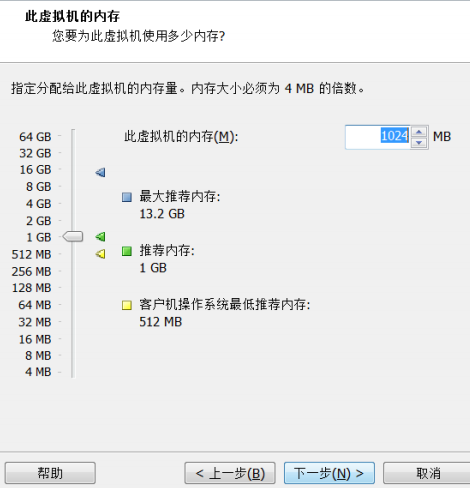 此虚拟机的内存
您要为此虚拟机使用多少内存?
指定分配给此虚拟机的内存量。内存大小必须为 4 MB 的倍数。
64 GB
此虚拟机的内存(M):
1024
MB
32 GB
16 GB
8 GB
4 GB
2 GB
1 GB
512 MB
256 MB
128 MB
64 MB
32 MB
16 MB
8 MB
4 MB
最大推荐内存:
13.2 GB
推荐内存:
1 GB
客户机操作系统最低推荐内存:
512 MB
帮助
< 上一步(B)
下一步(N) >
取消